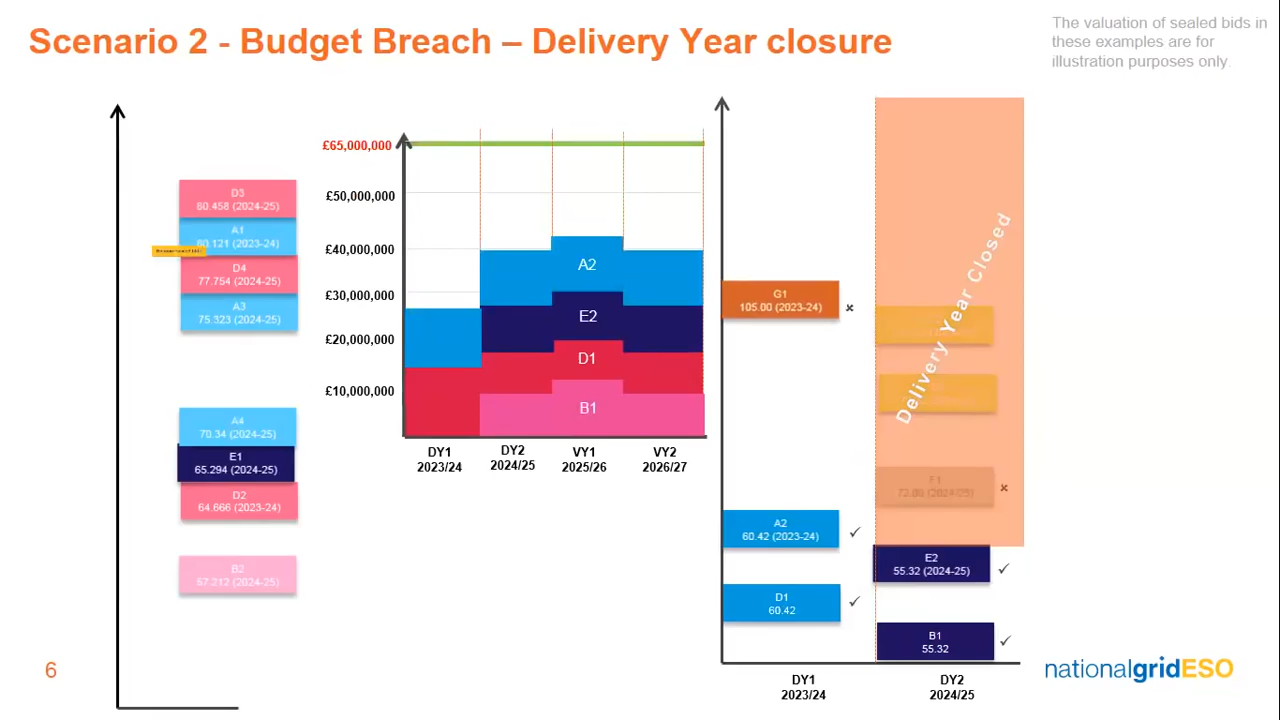 Scenario 2 - Budget Breach – Delivery Year closure
The valuation of sealed bids in
these examples are for
illustration purposes only
D3
60.458 (2024-25)
A1
60.121 (2023-24)
D4
77.754 (2024-25)
A3
75.323 (2024-25)
A4
70.34 (2024-25)
E1
65.294 (2024-25)
D2
64.666 (2023-24)
B2
57.212 (2024-25)
£65,000,000
£50,000,000
£40,000,000
£30,000,000
£20,000,000
£10,000,000
A2
E2
D1
B1
DY1
2023/24
DY2
2024/25
VY1
2025/26
VY2
2026/27
G1
105.00 (2023-24)
Delivery Year Closed
F1
(2024-25)
A2
60.42 (2023-24)
E2
55.32 (2024-25)
D1
60.42
B1
55.32
DY1
2023/24
DY2
2024/25
6
nationalgridESO